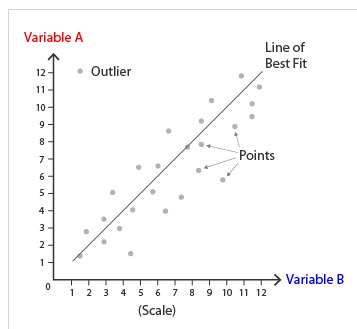 Variable A
Line of
Best Fit
Outlier
12
11
10
9
8
7
6
5
4
3
2
1
Points
0
1 2 3 4 5 6 7 8 9 10 11 12
Variable B
(Scale)